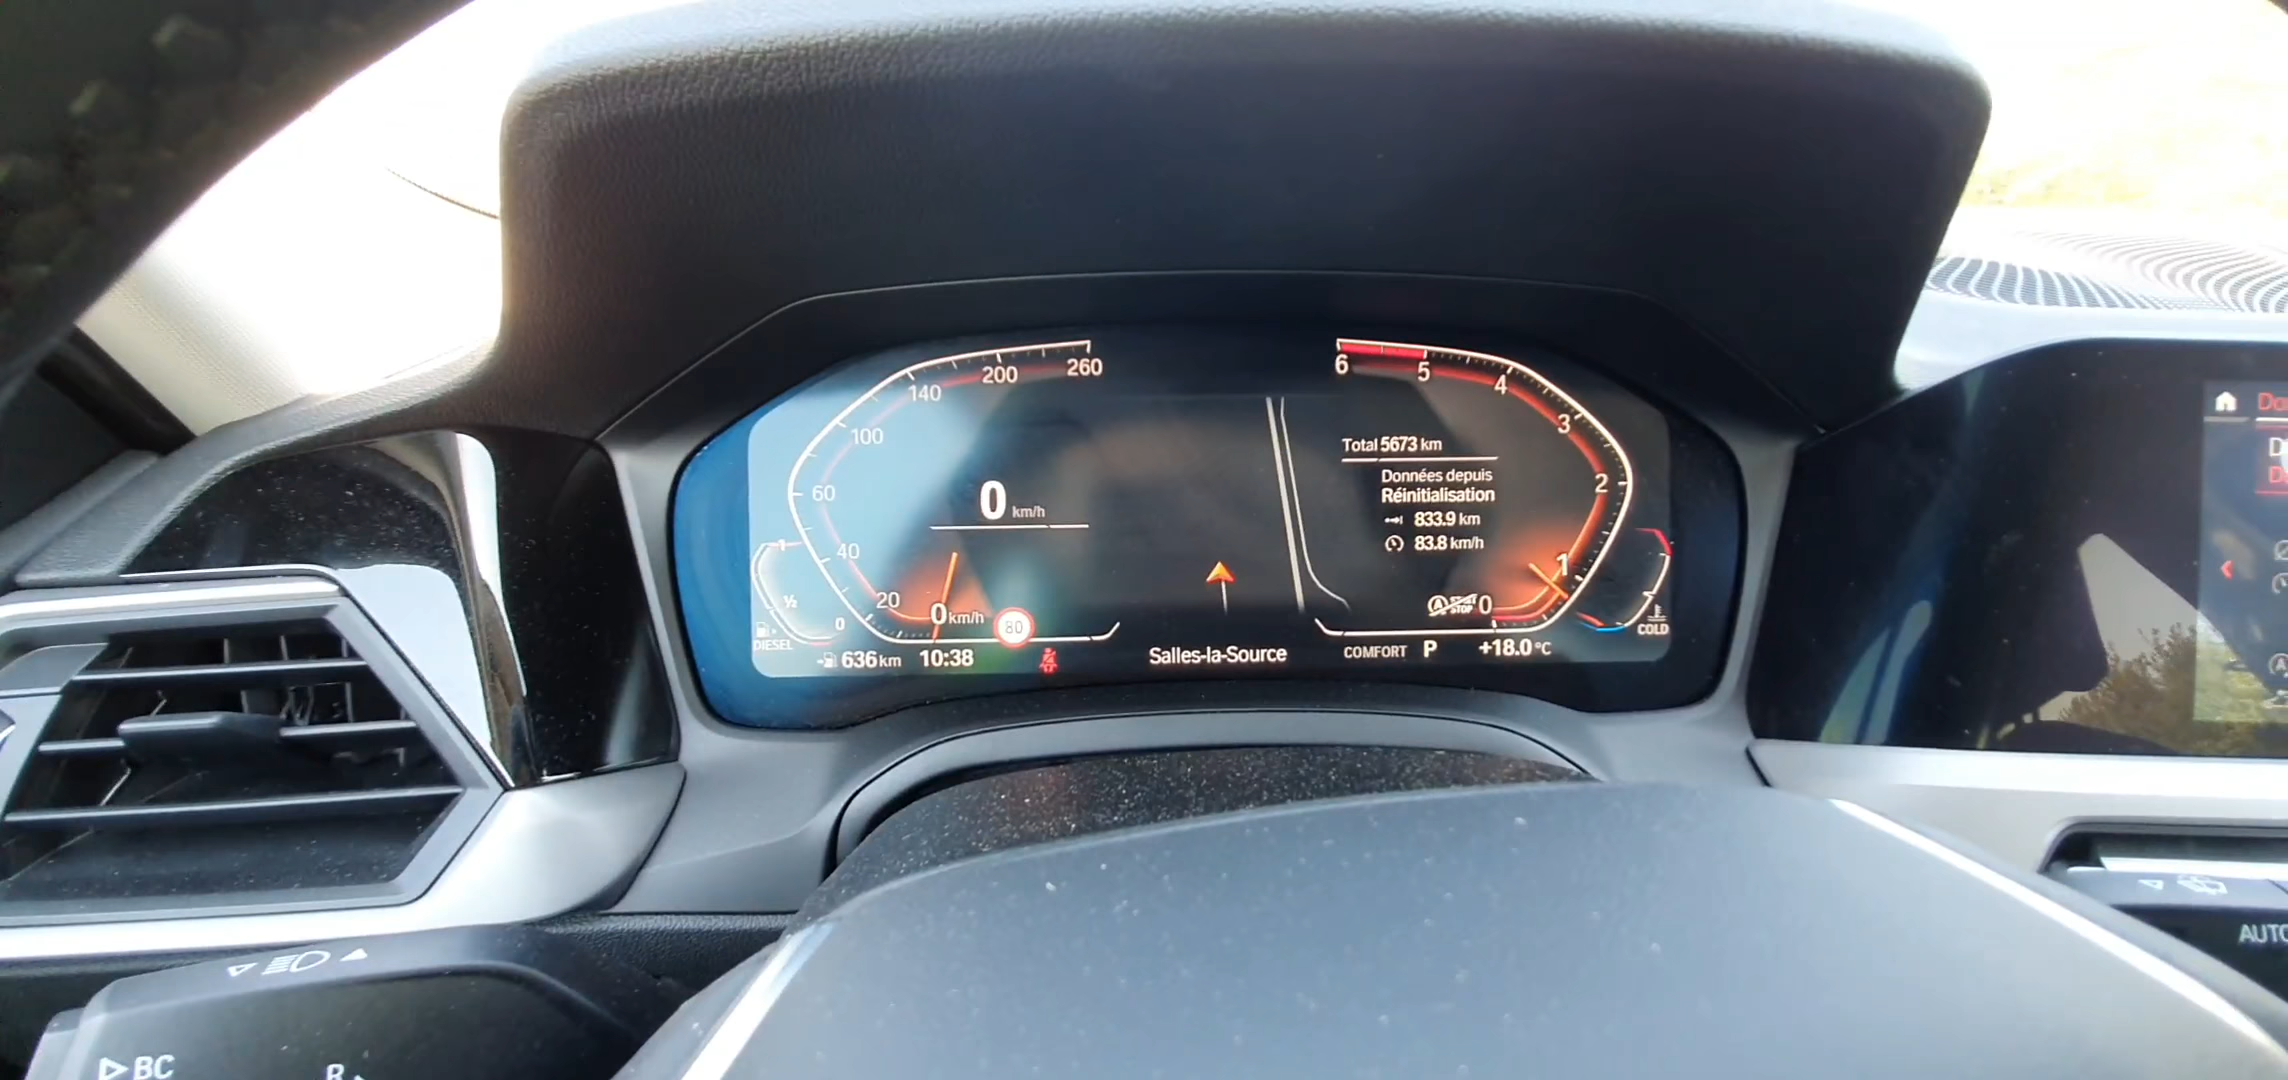 260
200
140
100
60
40
20
0 km/h
0 km/h
80
1
½
0
DIESEL
636 km
10:38
Salles-la-Source
6
5
4
3
2
1
0
Total 5673 km
Données depuis
Réinitialisation
833.9 km
83.8 km/h
COMFORT P +18.0 °C
COLD
BC
R